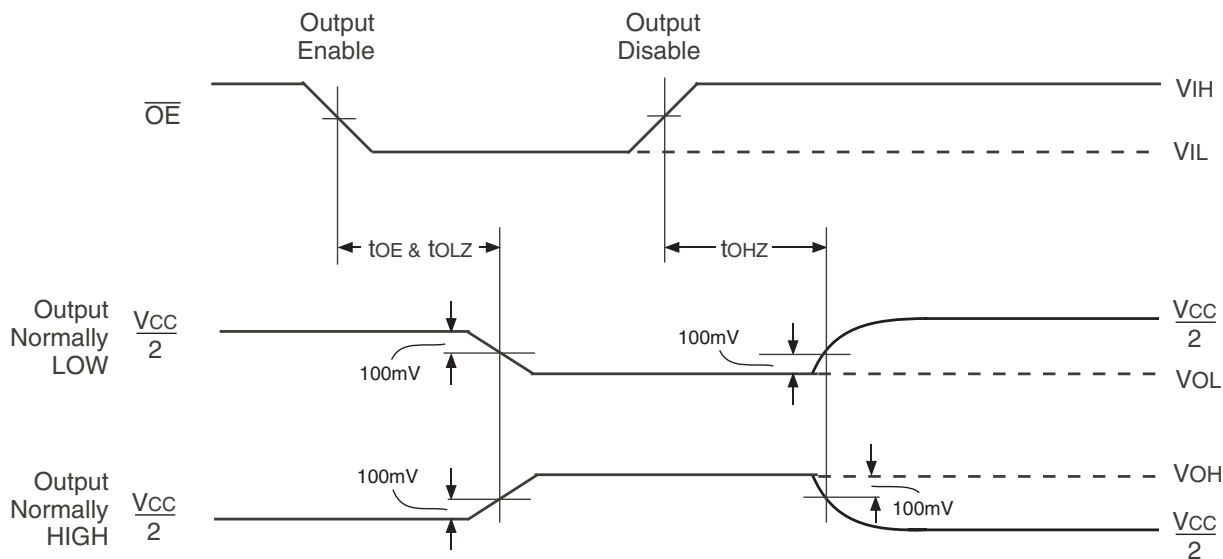 Output
Enable
Output
Disable
OE
VIH
VIL
tOE & tOLZ
tOHZ
Output
Normally
LOW
VCC
2
100mV
100mV
VCC
2
VOL
Output
Normally
HIGH
VCC
2
100mV
VOH
100mV
VCC
2